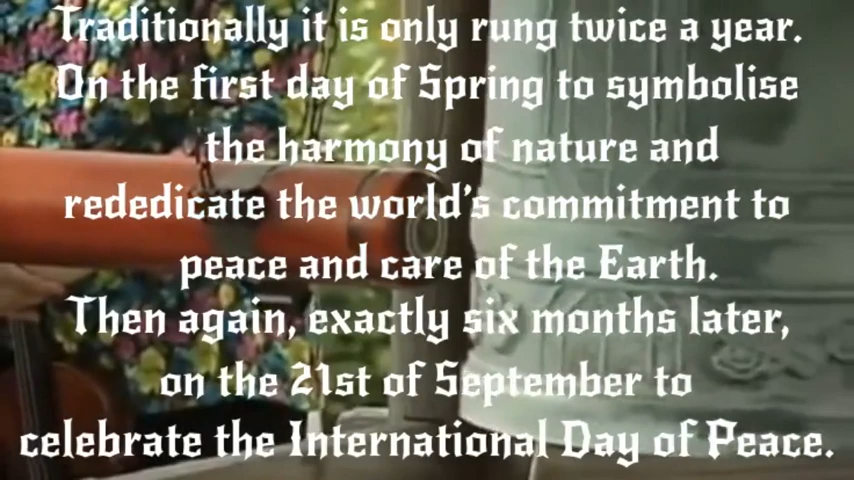 Traditionally it is only rung twice a year.
On the first day of Spring to symbolise
the harmony of nature and
rededicate the world's commitment to
peace and care of the Earth.
Then again, exactly six months later,
on the 21st of September to
celebrate the International Day of Peace.